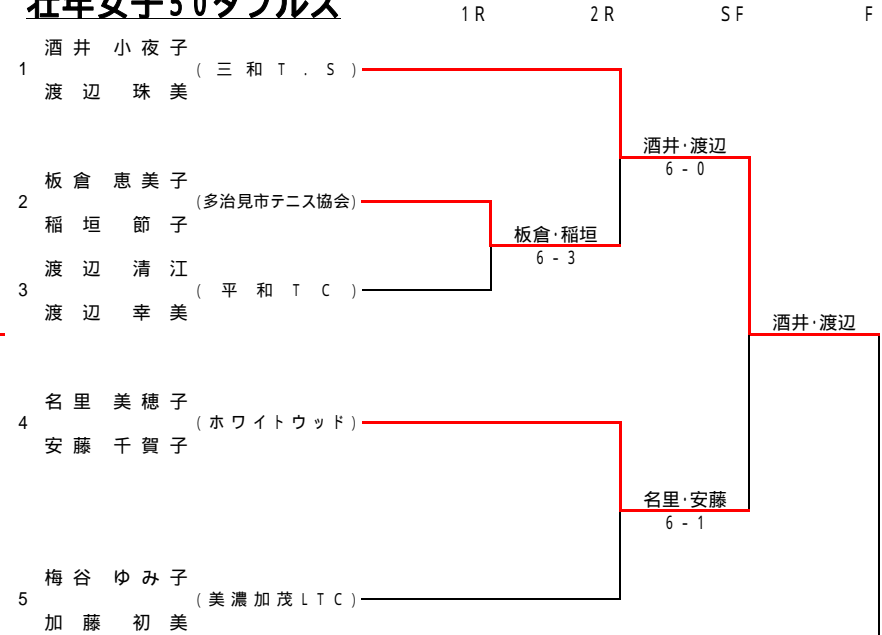 壮年女子50ダブルス
1R 2R SF F
酒井 小夜子
1 (三和T.S)
渡辺 珠美
酒井・渡辺
6-0
板倉 恵美子
2 (多治見市テニス協会)
稲垣 節子
板倉・稲垣
6-3
渡辺 清江
3 (平和TC)
渡辺 幸美
酒井・渡辺
名里 美穂子
4 (ホワイトウッド)
安藤 千賀子
名里・安藤
6-1
梅谷 ゆみ子
5 (美濃加茂LTC)
加藤 初美